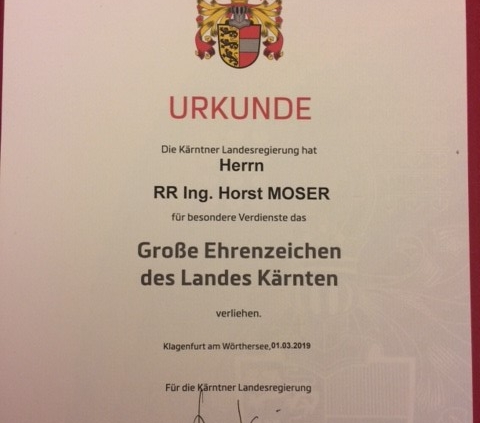 URKUNDE
Die Kärntner Landesregierung hat
Herrn
RR Ing. Horst MOSER
für besondere Verdienste das
Große Ehrenzeichen
des Landes Kärnten
verliehen.
Klagenfurt am Wörthersee,01.03.2019
Für die Kärntner Landesregierung